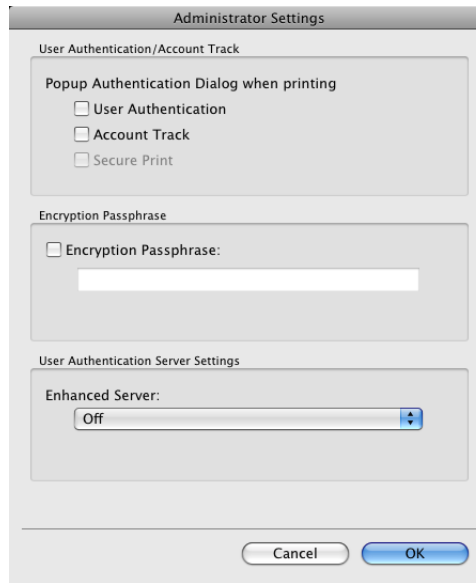 Administrator Settings
User Authentication/Account Track
Popup Authentication Dialog when printing
User Authentication
Account Track
Secure Print
Encryption Passphrase
Encryption Passphrase:
User Authentication Server Settings
Enhanced Server:
Off
Cancel OK